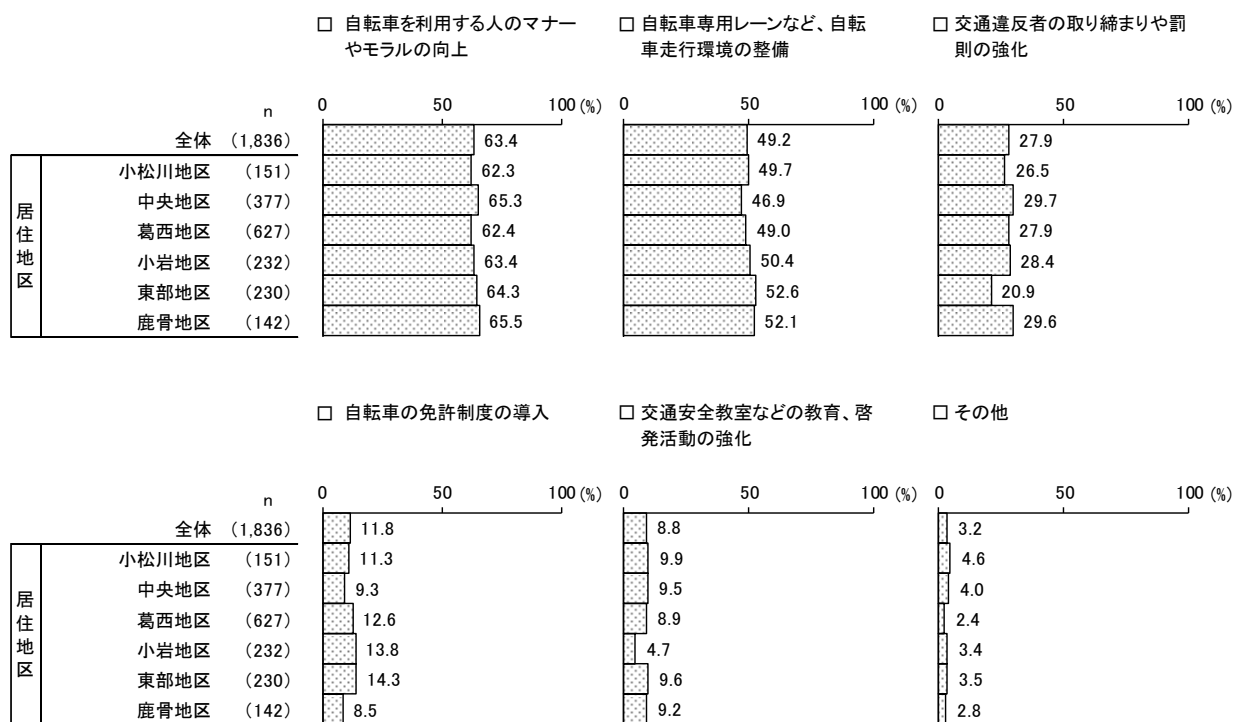 □ 自転車を利用する人のマナー □ 自転車専用レーンなど、自転 □ 交通違反者の取り締まりや罰
やモラルの向上 車走行環境の整備 則の強化
0 50 100 (%) 0 50 100 (%) 0 50 100 (%)
n
全体 (1,836) 63.4 49.2 27.9
居住地区
小松川地区 (151) 62.3 49.7 26.5
中央地区 (377) 65.3 46.9 29.7
葛西地区 (627) 62.4 49.0 27.9
小岩地区 (232) 63.4 50.4 28.4
東部地区 (230) 64.3 52.6 20.9
鹿骨地区 (142) 65.5 52.1 29.6
□ 自転車の免許制度の導入 □ 交通安全教室などの教育、啓 □ その他
発活動の強化
0 50 100 (%) 0 50 100 (%) 0 50 100 (%)
n
全体 (1,836) 11.8 8.8 3.2
居住地区
小松川地区 (151) 11.3 9.9 4.6
中央地区 (377) 9.3 9.5 4.0
葛西地区 (627) 12.6 8.9 2.4
小岩地区 (232) 13.8 4.7 3.4
東部地区 (230) 14.3 9.6 3.5
鹿骨地区 (142) 8.5 9.2 2.8